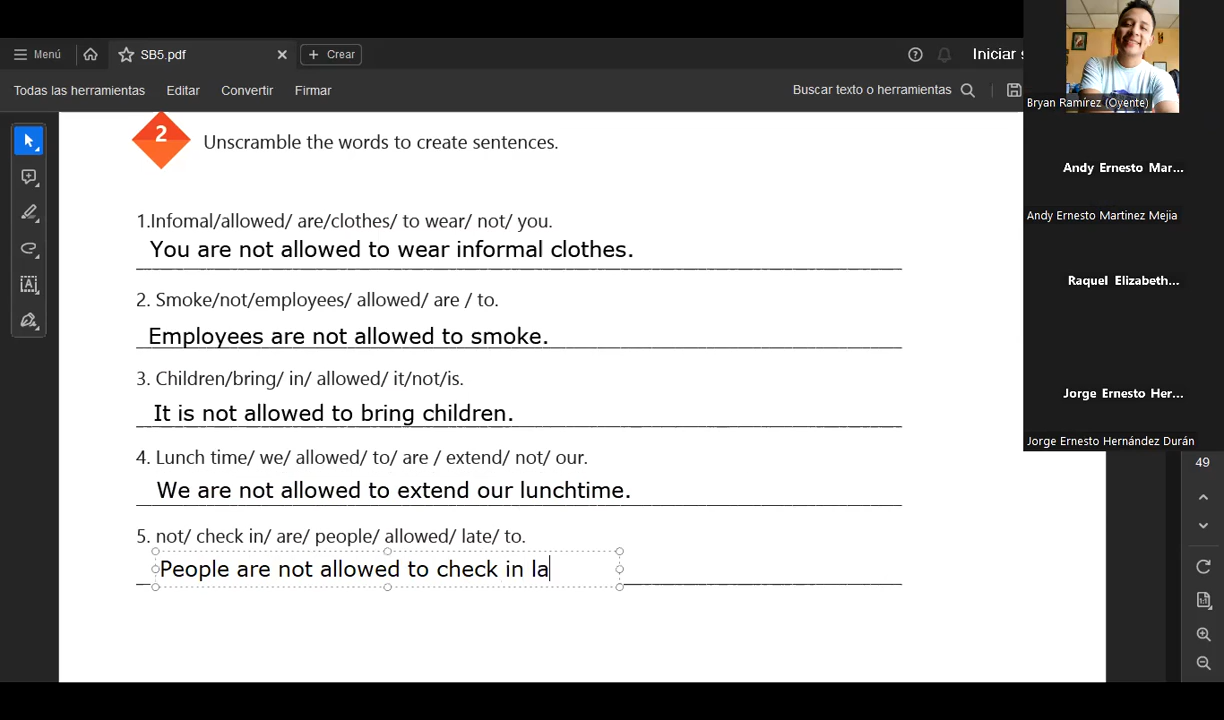 Menú
SB5.pdf
Crear
Iniciar s
Todas las herramientas
Editar
Convertir
Firmar
Buscar texto o herramientas
Bryan Ramírez (Oyente)
2
Unscramble the words to create sentences.
Andy Ernesto Mar...
Andy Ernesto Martinez Mejia
1.Infomal/allowed/ are/clothes/ to wear/ not/ you.
You are not allowed to wear informal clothes.
Raquel Elizabeth...
2. Smoke/not/employees/ allowed/ are / to.
Employees are not allowed to smoke.
3. Children/bring/ in/ allowed/ it/not/is.
It is not allowed to bring children.
Jorge Ernesto Her...
Jorge Ernesto Hernández Durán
4. Lunch time/ we/ allowed/ to/ are / extend/ not/ our.
We are not allowed to extend our lunchtime.
49
5. not/ check in/ are/ people/ allowed/ late/ to.
People are not allowed to check in la